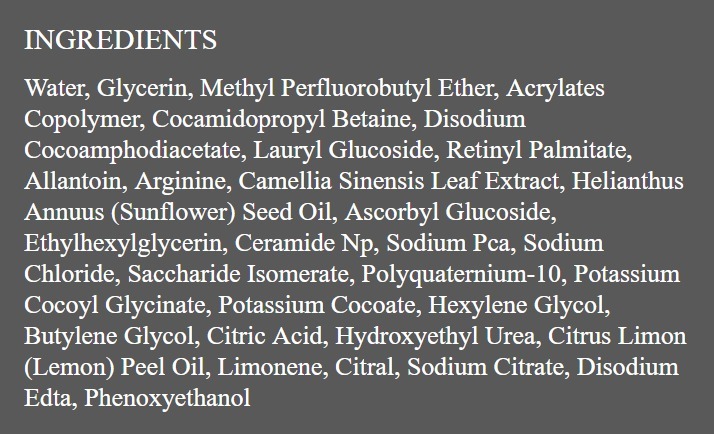 INGREDIENTS
Water, Glycerin, Methyl Perfluorobutyl Ether, Acrylates
Copolymer, Cocamidopropyl Betaine, Disodium
Cocoamphodiacetate, Lauryl Glucoside, Retinyl Palmitate,
Allantoin, Arginine, Camellia Sinensis Leaf Extract, Helianthus
Annuus (Sunflower) Seed Oil, Ascorbyl Glucoside,
Ethylhexylglycerin, Ceramide Np, Sodium Pca, Sodium
Chloride, Saccharide Isomerate, Polyquaternium-10, Potassium
Cocoyl Glycinate, Potassium Cocoate, Hexylene Glycol,
Butylene Glycol, Citric Acid, Hydroxyethyl Urea, Citrus Limon
(Lemon) Peel Oil, Limonene, Citral, Sodium Citrate, Disodium
Edta, Phenoxyethanol